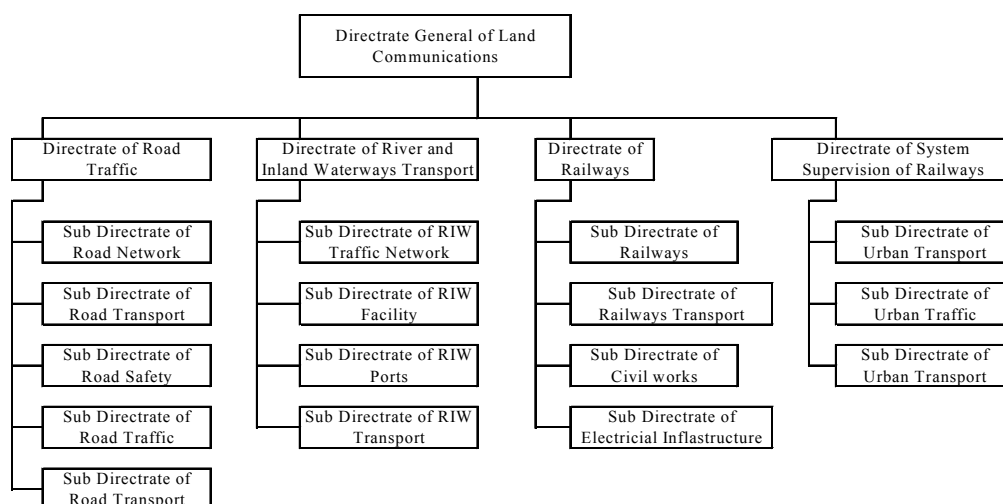 Directrate General of Land
Communications
Directrate of Road
Traffic
Directrate of River and
Inland Waterways Transport
Directrate of
Railways
Directrate of System
Supervision of Railways
Sub Directrate of
Road Network
Sub Directrate of
Road Transport
Sub Directrate of
Road Safety
Sub Directrate of
Road Traffic
Sub Directrate of
Road Transport
Sub Directrate of RIW
Traffic Network
Sub Directrate of RIW
Facility
Sub Directrate of RIW
Ports
Sub Directrate of RIW
Transport
Sub Directrate of
Railways
Sub Directrate of
Railways Transport
Sub Directrate of
Civil works
Sub Directrate of
Electricial Inflastructure
Sub Directrate of
Urban Transport
Sub Directrate of
Urban Traffic
Sub Directrate of
Urban Transport